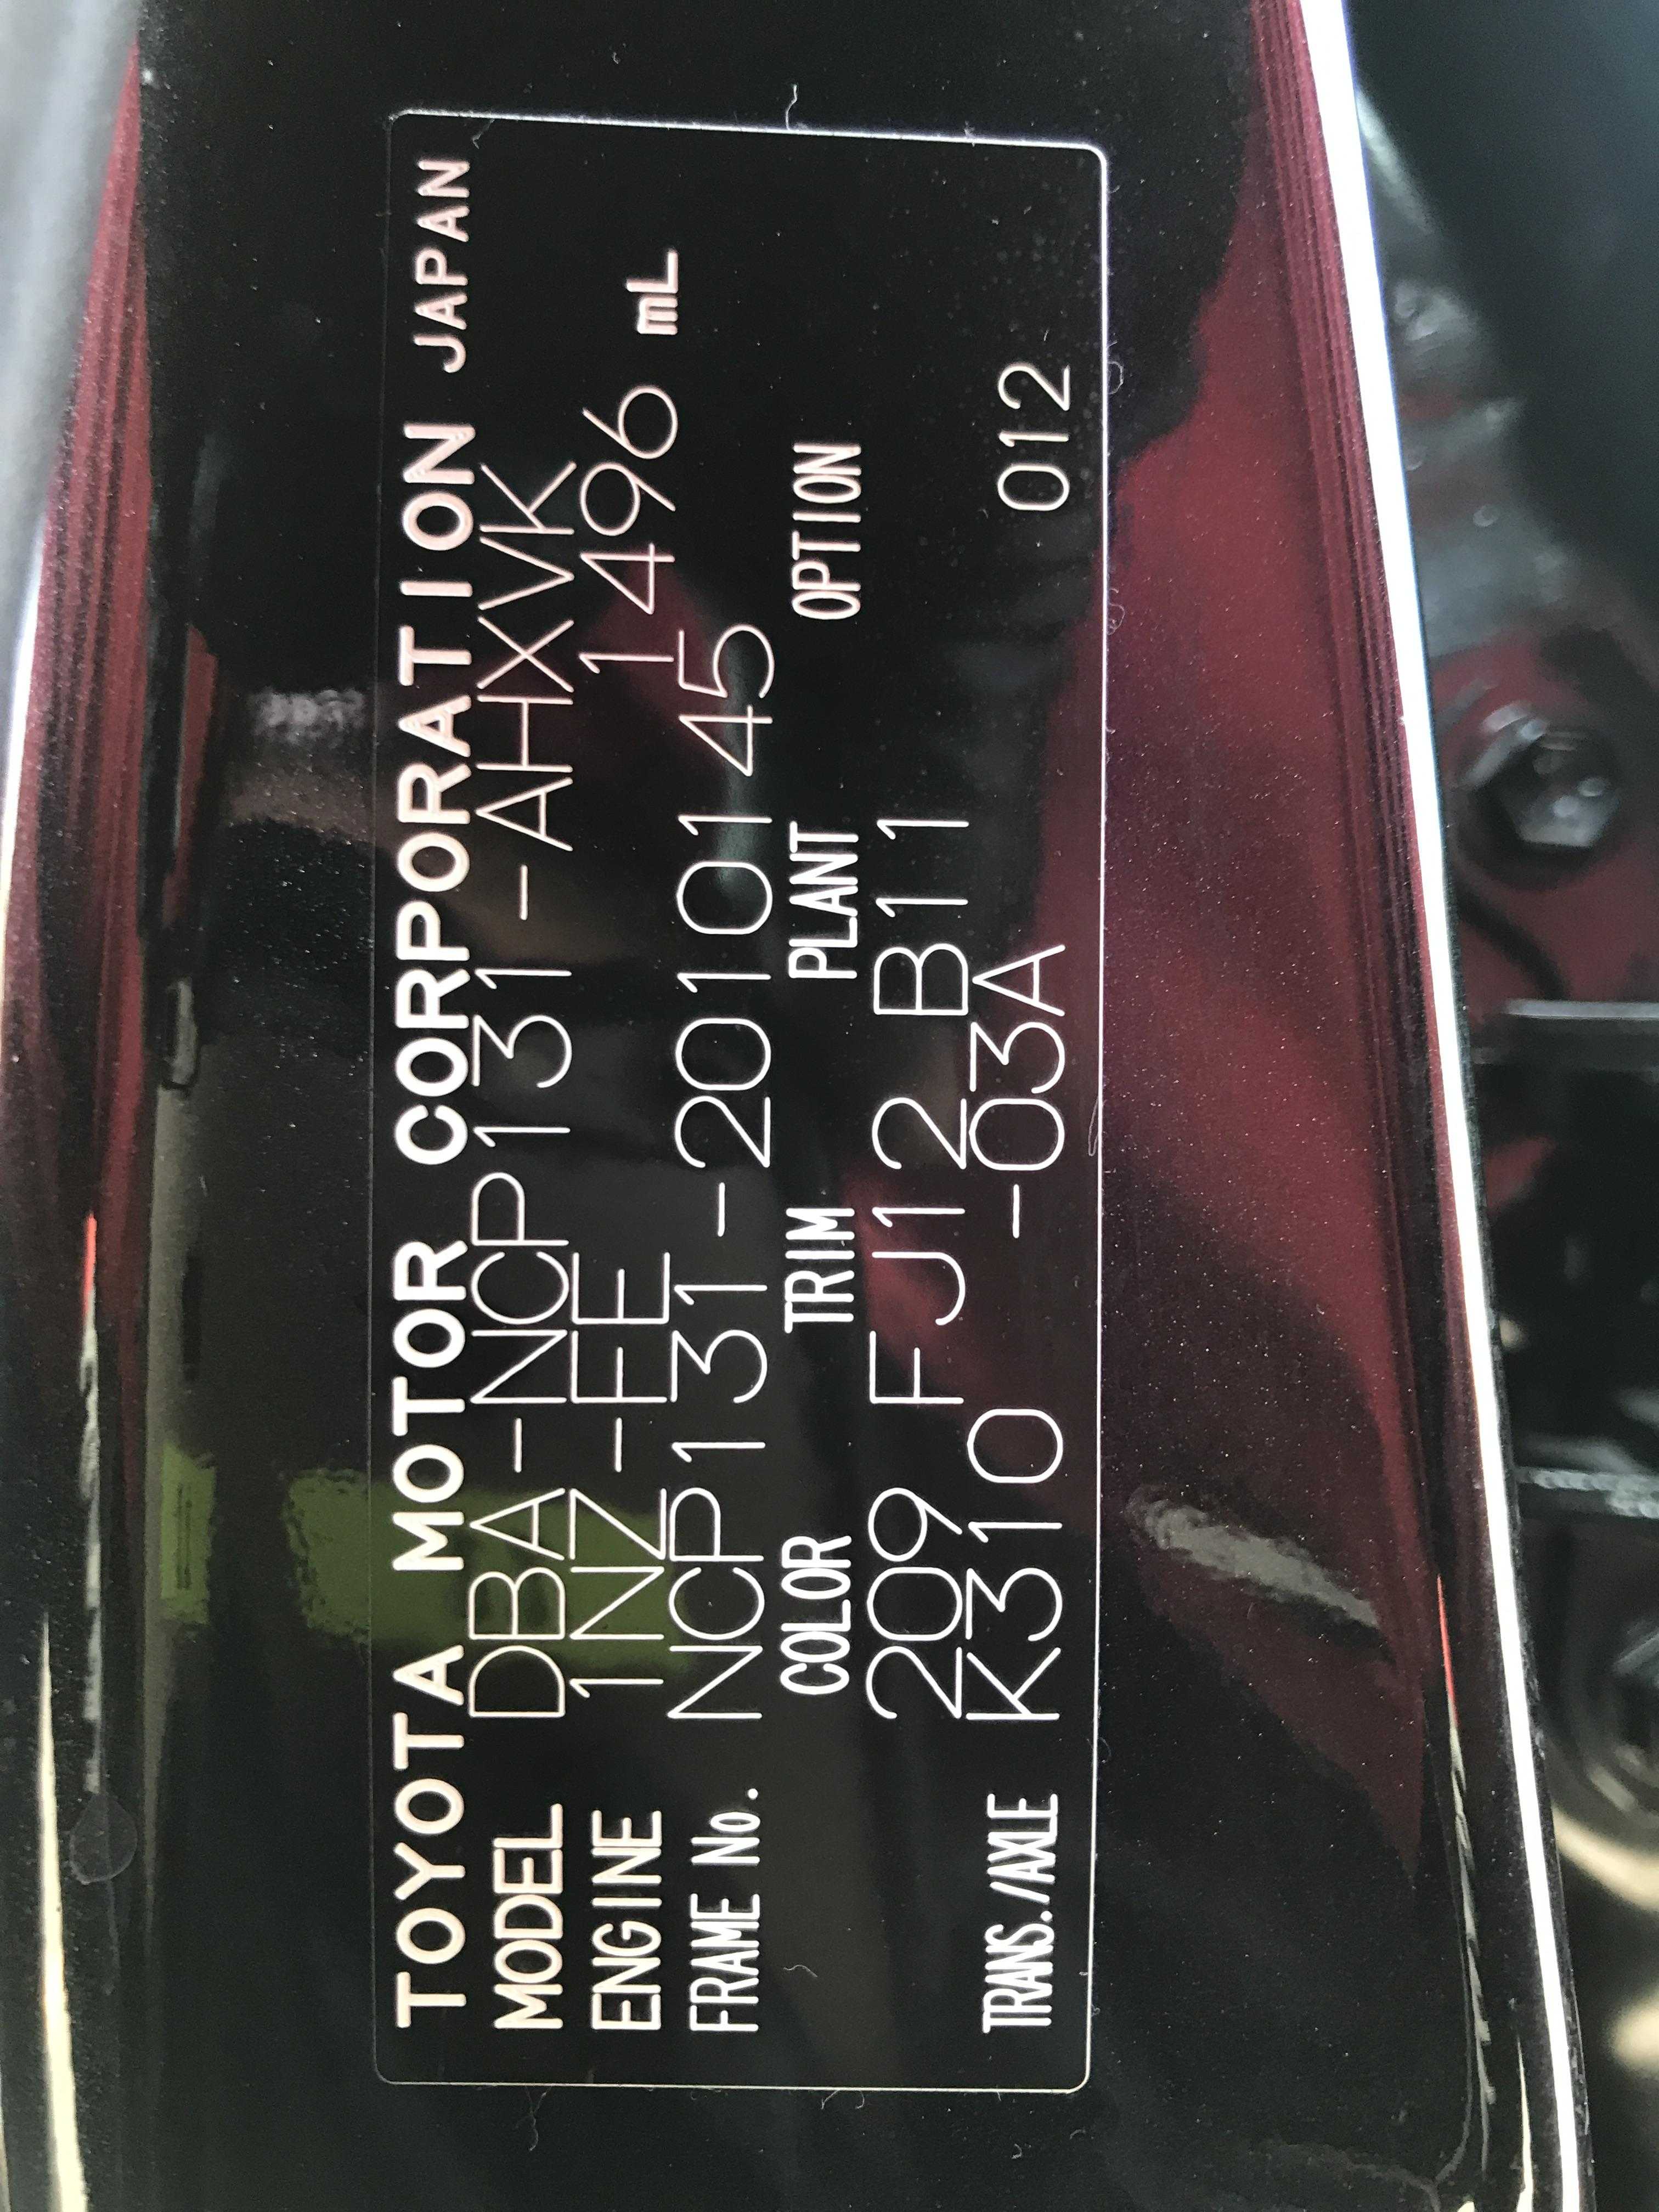 TOYOTA MOTOR CORPORATION JAPAN
MODEL DBA-NCP131-AHXVK
ENGINE 1NZ-FE 1496 mL
FRAME No. NCP131-2010145
COLOR TRIM PLANT OPTION
209 FJ12 B11
TRANS./AXLE K310 -03A 012